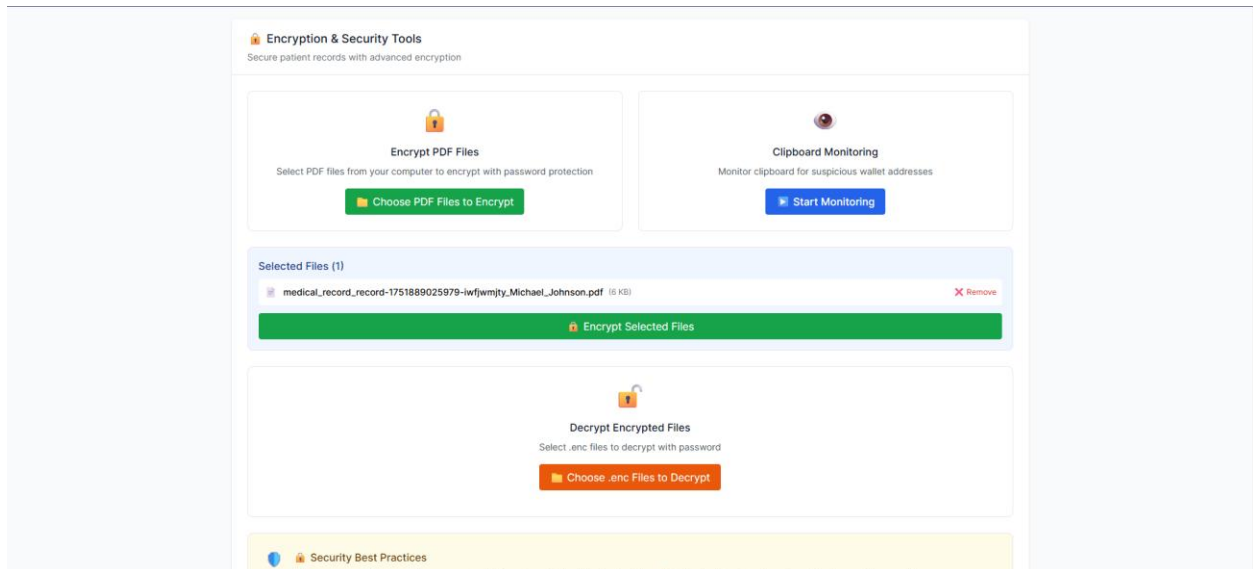 Encryption & Security Tools
Secure patient records with advanced encryption
Encrypt PDF Files
Select PDF files from your computer to encrypt with password protection
Choose PDF Files to Encrypt
Clipboard Monitoring
Monitor clipboard for suspicious wallet addresses
Start Monitoring
Selected Files (1)
medical_record_record-1751889025979-iwfjwmjty_Michael_Johnson.pdf (6 KB)
Remove
Encrypt Selected Files
Decrypt Encrypted Files
Select .enc files to decrypt with password
Choose .enc Files to Decrypt
Security Best Practices